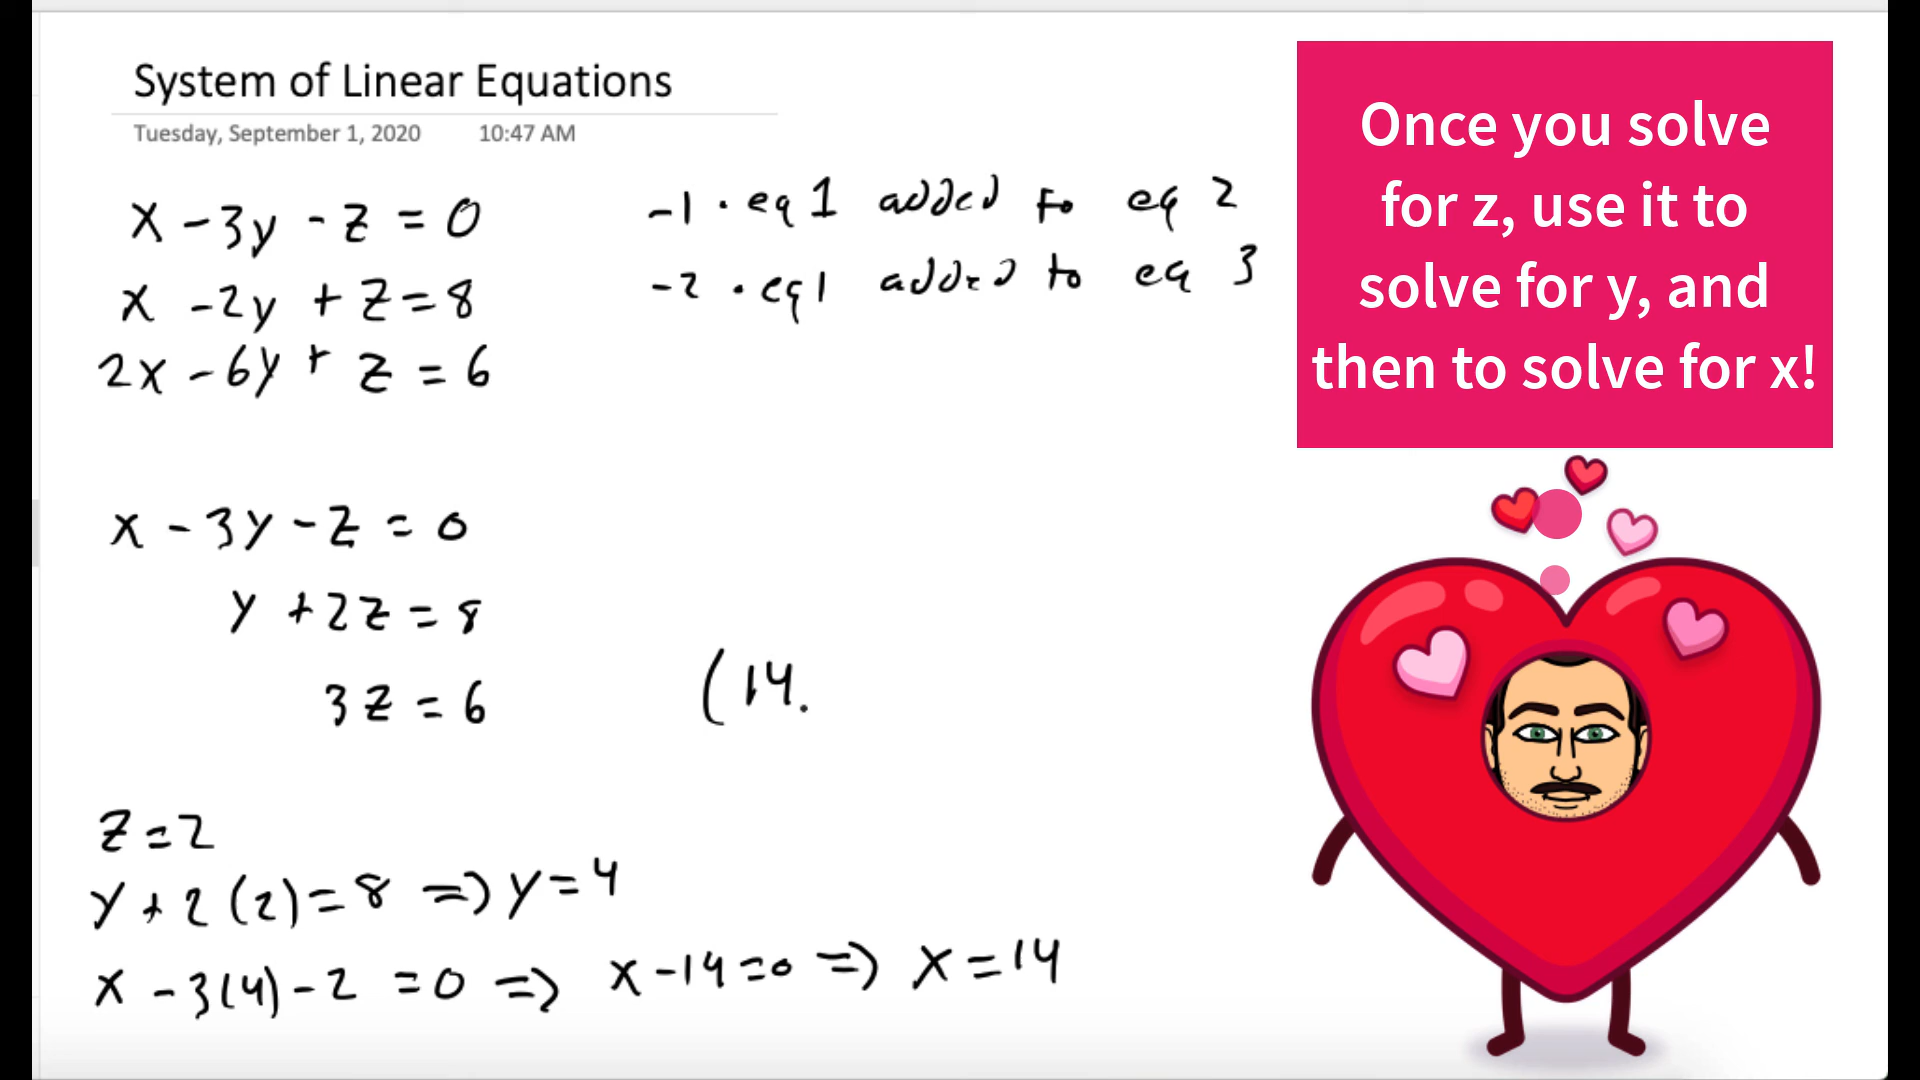 System of Linear Equations
Tuesday, September 1, 2020 10:47 AM
x - 3y - z = 0
x - 2y + z = 8
2x - 6y + z = 6
-1 · eq 1 added to eq 2
-2 · eq 1 added to eq 3
x - 3y - z = 0
y + 2z = 8
3z = 6
(14,
z = 2
y + 2(2) = 8 => y = 4
x - 3(4) - 2 = 0 => x - 14 = 0 => x = 14
Once you solve
for z, use it to
solve for y, and
then to solve for x!